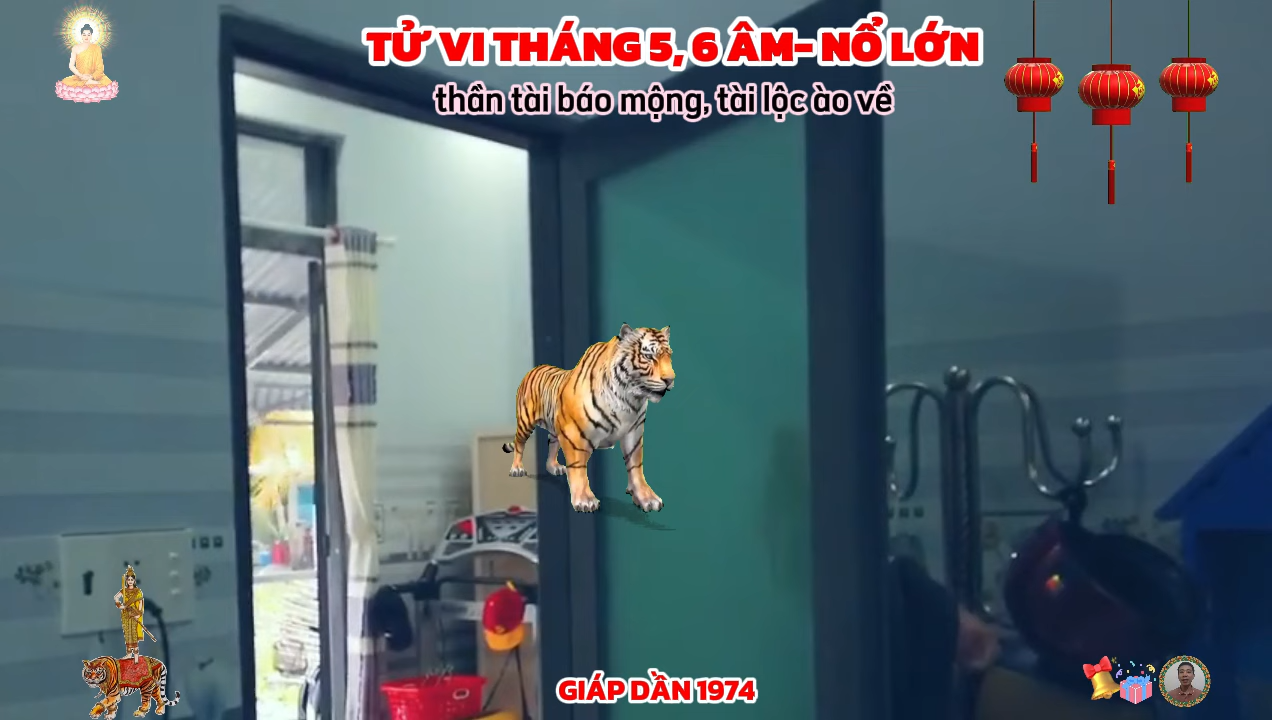 TỬ VI THÁNG 5, 6 ÂM- NỔ LỚN
thần tài báo mộng, tài lộc ào về
GIÁP DẦN 1974